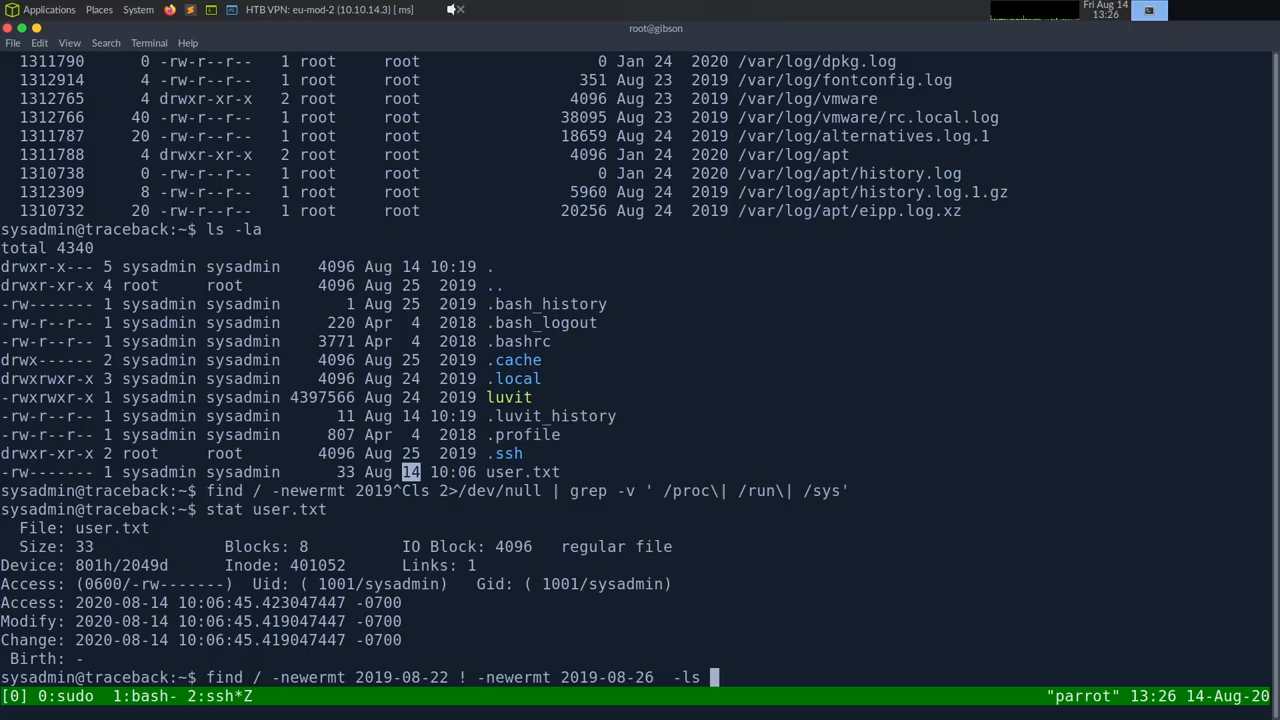 Applications Places System HTB VPN: eu-mod-2 (10.10.14.3) [ ms] Fri Aug 14
13:26
root@gibson
File Edit View Search Terminal Help
1311790 0 -rw-r--r-- 1 root root 0 Jan 24 2020 /var/log/dpkg.log
1312914 4 -rw-r--r-- 1 root root 351 Aug 23 2019 /var/log/fontconfig.log
1312765 4 drwxr-xr-x 2 root root 4096 Aug 23 2019 /var/log/vmware
1312766 40 -rw-r--r-- 1 root root 38095 Aug 23 2019 /var/log/vmware/rc.local.log
1311787 20 -rw-r--r-- 1 root root 18659 Aug 24 2019 /var/log/alternatives.log.1
1311788 4 drwxr-xr-x 2 root root 4096 Jan 24 2020 /var/log/apt
1310738 0 -rw-r--r-- 1 root root 0 Jan 24 2020 /var/log/apt/history.log
1312309 8 -rw-r--r-- 1 root root 5960 Aug 24 2019 /var/log/apt/history.log.1.gz
1310732 20 -rw-r--r-- 1 root root 20256 Aug 24 2019 /var/log/apt/eipp.log.xz
sysadmin@traceback:~$ ls -la
total 4340
drwxr-x--- 5 sysadmin sysadmin 4096 Aug 14 10:19 .
drwxr-xr-x 4 root root 4096 Aug 25 2019 ..
-rw------- 1 sysadmin sysadmin 1 Aug 25 2019 .bash_history
-rw-r--r-- 1 sysadmin sysadmin 220 Apr 4 2018 .bash_logout
-rw-r--r-- 1 sysadmin sysadmin 3771 Apr 4 2018 .bashrc
drwx------ 2 sysadmin sysadmin 4096 Aug 25 2019 .cache
drwxrwxr-x 3 sysadmin sysadmin 4096 Aug 24 2019 .local
-rwxrwxr-x 1 sysadmin sysadmin 4397566 Aug 24 2019 luvit
-rw-r--r-- 1 sysadmin sysadmin 11 Aug 14 10:19 .luvit_history
-rw-r--r-- 1 sysadmin sysadmin 807 Apr 4 2018 .profile
drwxr-xr-x 2 root root 4096 Aug 25 2019 .ssh
-rw------- 1 sysadmin sysadmin 33 Aug 14 10:06 user.txt
sysadmin@traceback:~$ find / -newermt 2019^Cls 2>/dev/null | grep -v ' /proc\| /run\| /sys'
sysadmin@traceback:~$ stat user.txt
File: user.txt
Size: 33 Blocks: 8 IO Block: 4096 regular file
Device: 801h/2049d Inode: 401052 Links: 1
Access: (0600/-rw-------) Uid: ( 1001/sysadmin) Gid: ( 1001/sysadmin)
Access: 2020-08-14 10:06:45.423047447 -0700
Modify: 2020-08-14 10:06:45.419047447 -0700
Change: 2020-08-14 10:06:45.419047447 -0700
Birth: -
sysadmin@traceback:~$ find / -newermt 2019-08-22 ! -newermt 2019-08-26 -ls
[0] 0:sudo 1:bash- 2:ssh*Z "parrot" 13:26 14-Aug-20